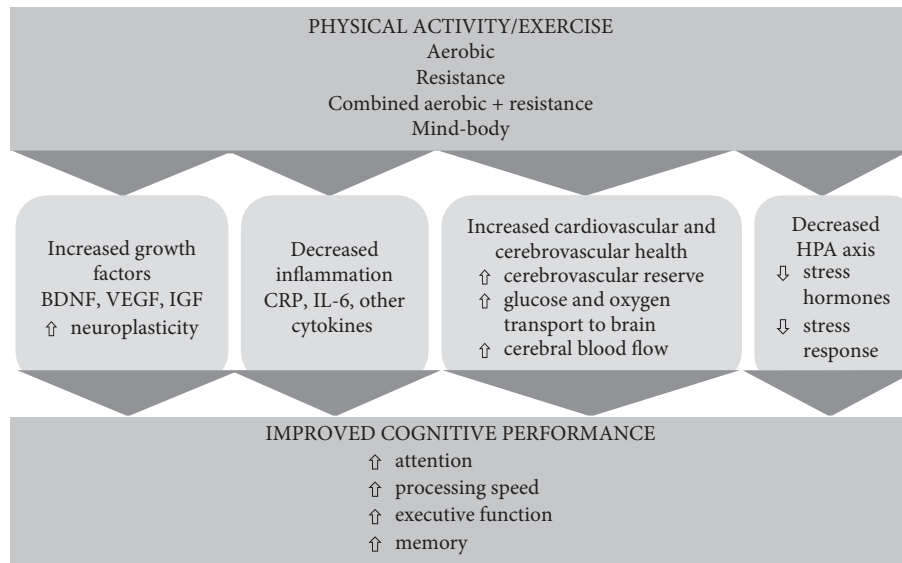 PHYSICAL ACTIVITY/EXERCISE
Aerobic
Resistance
Combined aerobic + resistance
Mind-body
Increased growth
factors
BDNF, VEGF, IGF
⇧ neuroplasticity
Decreased
inflammation
CRP, IL-6, other
cytokines
Increased cardiovascular and
cerebrovascular health
⇧ cerebrovascular reserve
⇧ glucose and oxygen
transport to brain
⇧ cerebral blood flow
Decreased
HPA axis
⇩ stress
hormones
⇩ stress
response
IMPROVED COGNITIVE PERFORMANCE
⇧ attention
⇧ processing speed
⇧ executive function
⇧ memory